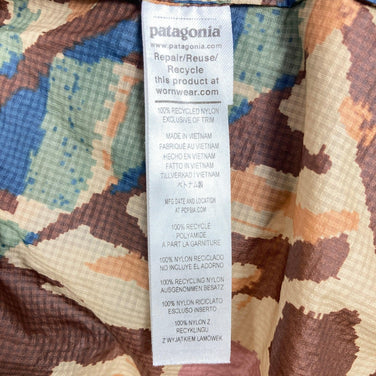 patagonia®
www.patagonia.com
Repair/Reuse/
Recycle
this product at
wornwear.com
100% RECYCLED NYLON
EXCLUSIVE OF TRIM
MADE IN VIETNAM
FABRIQUÉ AU VIETNAM
HECHO EN VIETNAM
FATTO IN VIETNAM
TILLVERKAD I VIETNAM
ベトナム製
MFG DATE AND LOCATION
AT PDPSIA.COM
100% RECYCLÉ
POLYAMIDE
A PART LA GARNITURE
100% NYLON RECICLADO
NO INCLUYE EL ADORNO
100% RECYCLING NYLON
AUSGENOMMEN BESATZ
100% NYLON RICICLATO
ESCLUSO INSERTO
100% NYLON Z
RECYKLINGU
Z WYJATKIEM LAMÓWEK